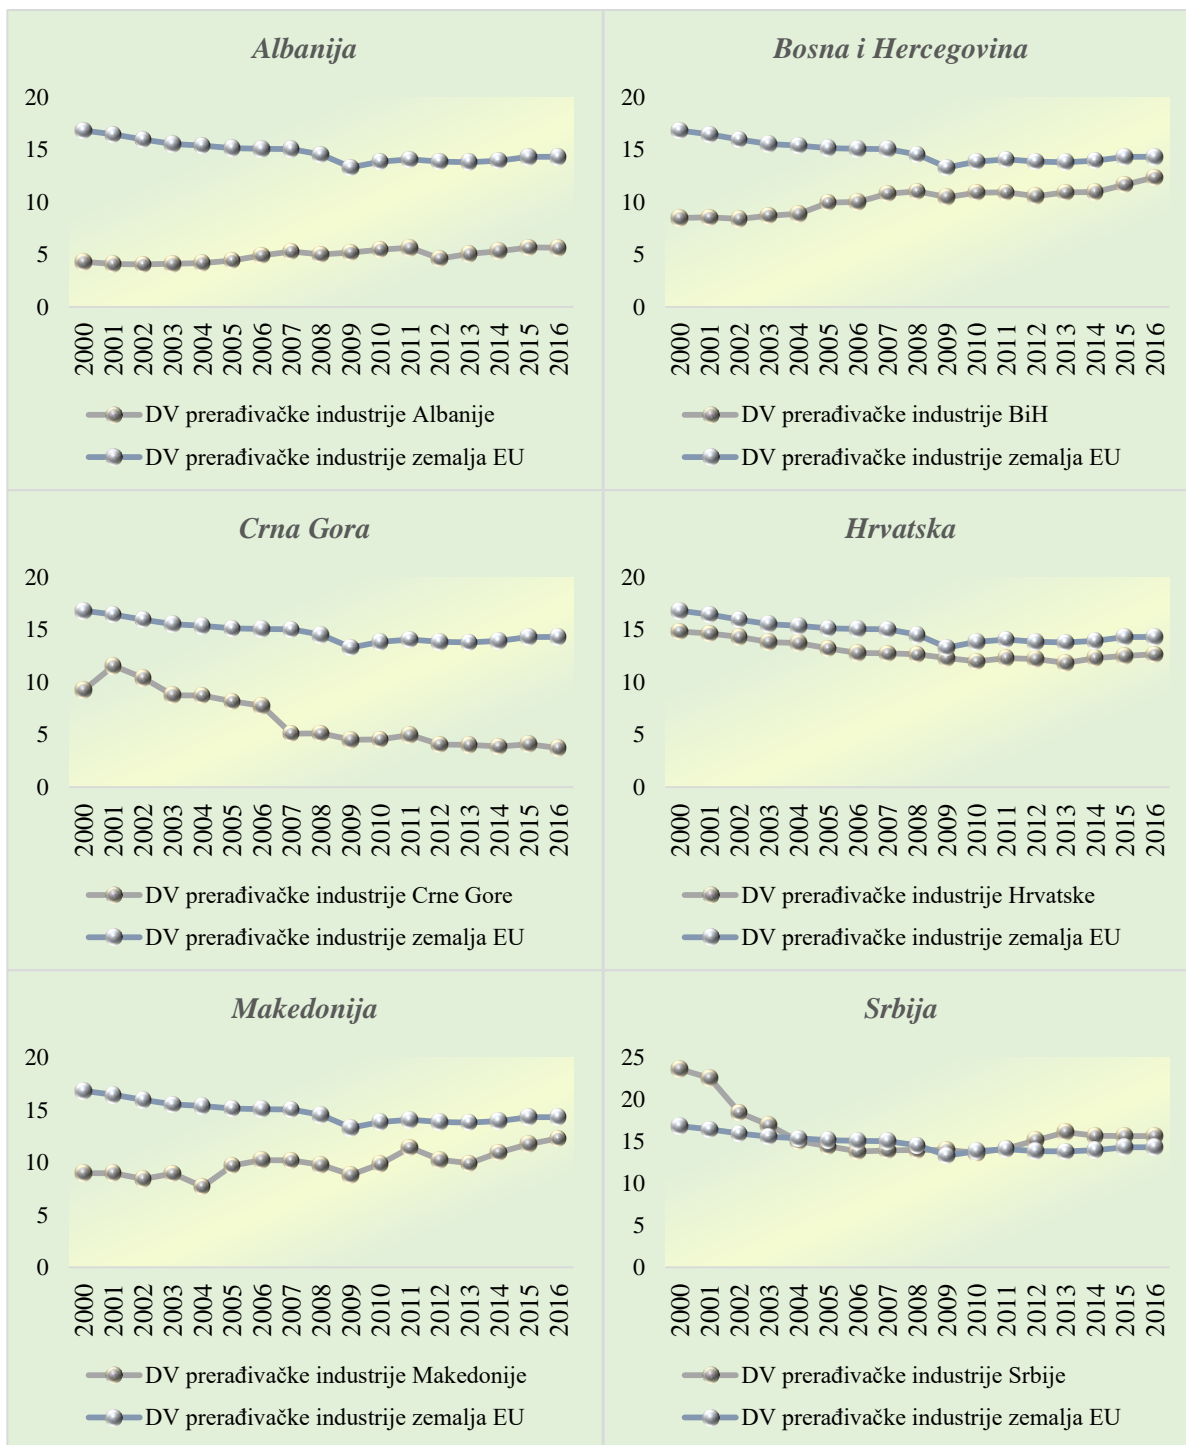 Albanija
20
15
10
5
0
2000 2001 2002 2003 2004 2005 2006 2007 2008 2009 2010 2011 2012 2013 2014 2015 2016
DV prerađivačke industrije Albanije
DV prerađivačke industrije zemalja EU
Bosna i Hercegovina
20
15
10
5
0
2000 2001 2002 2003 2004 2005 2006 2007 2008 2009 2010 2011 2012 2013 2014 2015 2016
DV prerađivačke industrije BiH
DV prerađivačke industrije zemalja EU
Crna Gora
20
15
10
5
0
2000 2001 2002 2003 2004 2005 2006 2007 2008 2009 2010 2011 2012 2013 2014 2015 2016
DV prerađivačke industrije Crne Gore
DV prerađivačke industrije zemalja EU
Hrvatska
20
15
10
5
0
2000 2001 2002 2003 2004 2005 2006 2007 2008 2009 2010 2011 2012 2013 2014 2015 2016
DV prerađivačke industrije Hrvatske
DV prerađivačke industrije zemalja EU
Makedonija
20
15
10
5
0
2000 2001 2002 2003 2004 2005 2006 2007 2008 2009 2010 2011 2012 2013 2014 2015 2016
DV prerađivačke industrije Makedonije
DV prerađivačke industrije zemalja EU
Srbija
25
20
15
10
5
0
2000 2001 2002 2003 2004 2005 2006 2007 2008 2009 2010 2011 2012 2013 2014 2015 2016
DV prerađivačke industrije Srbije
DV prerađivačke industrije zemalja EU